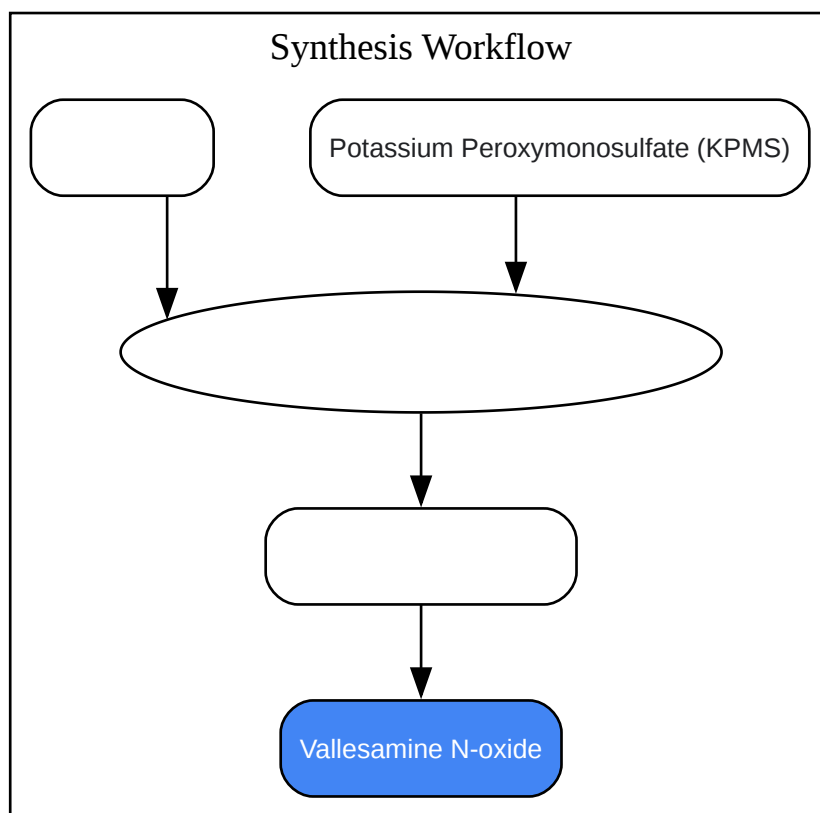 Synthesis Workflow
Potassium Peroxymonosulfate (KPMS)
Vallesamine N-oxide